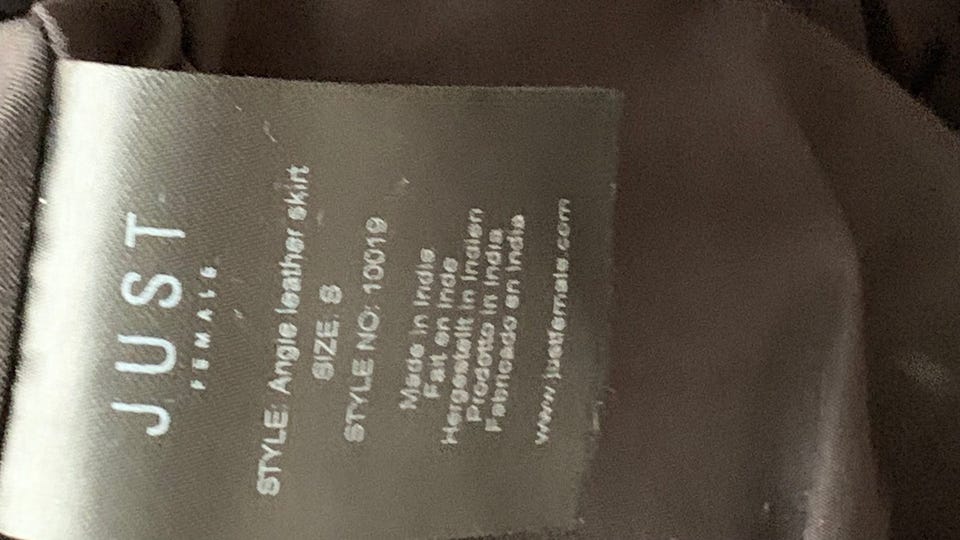 JUST
FEMALE
STYLE: Angie leather skirt
SIZE: S
STYLE NO: 10019
Made in India
Fait en Inde
Hergestellt in Indien
Prodotto in India
Fabricado en India
www.justfemale.com